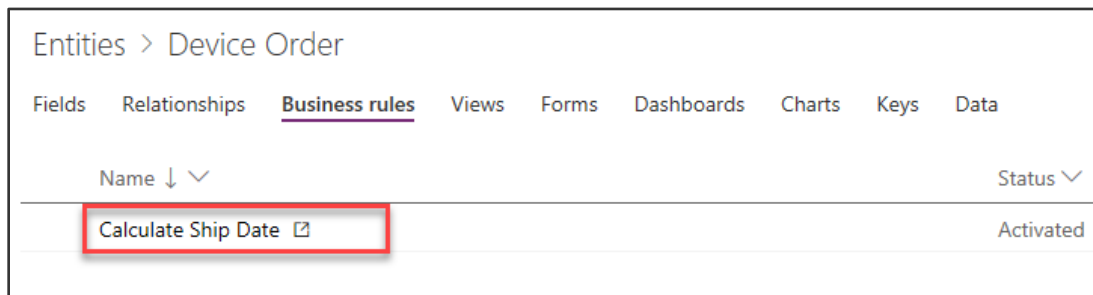 Entities > Device Order
Fields Relationships Business rules Views Forms Dashboards Charts Keys Data
Name ↓ Status
Calculate Ship Date Activated